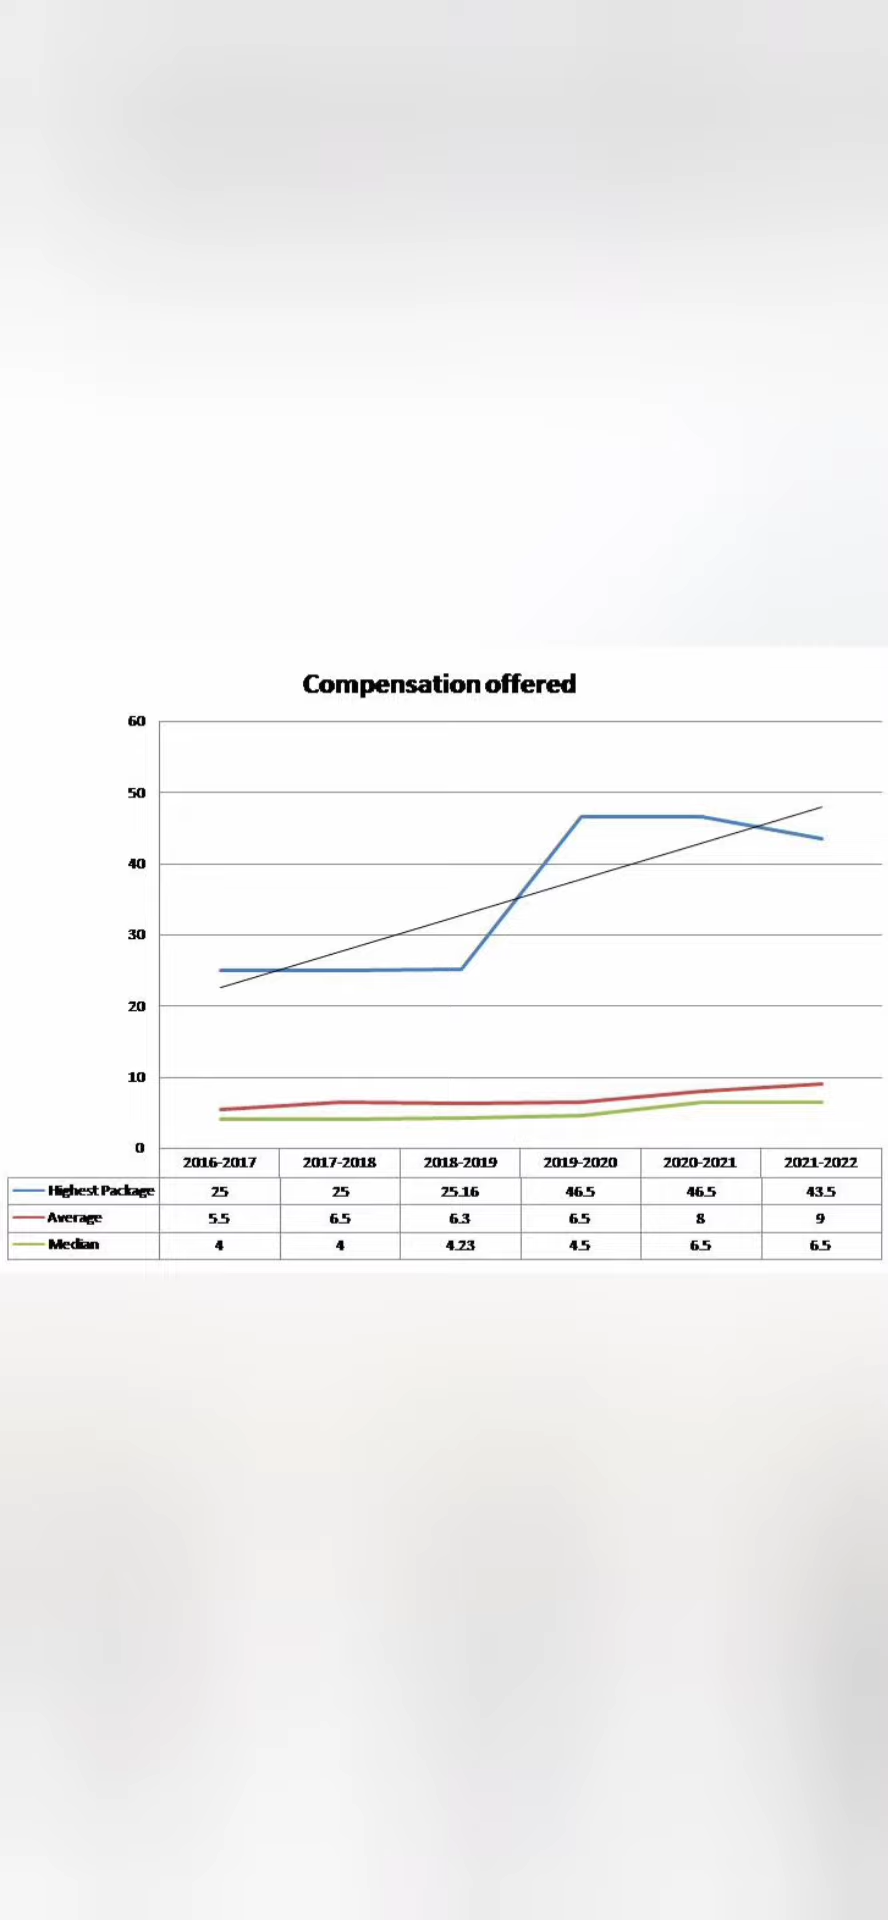 Compensation offered
60
50
40
30
20
10
0
2016-2017 2017-2018 2018-2019 2019-2020 2020-2021 2021-2022
Highest Package 25 25 25.16 46.5 46.5 43.5
Average 5.5 6.5 6.3 6.5 8 9
Median 4 4 4.23 4.5 6.5 6.5